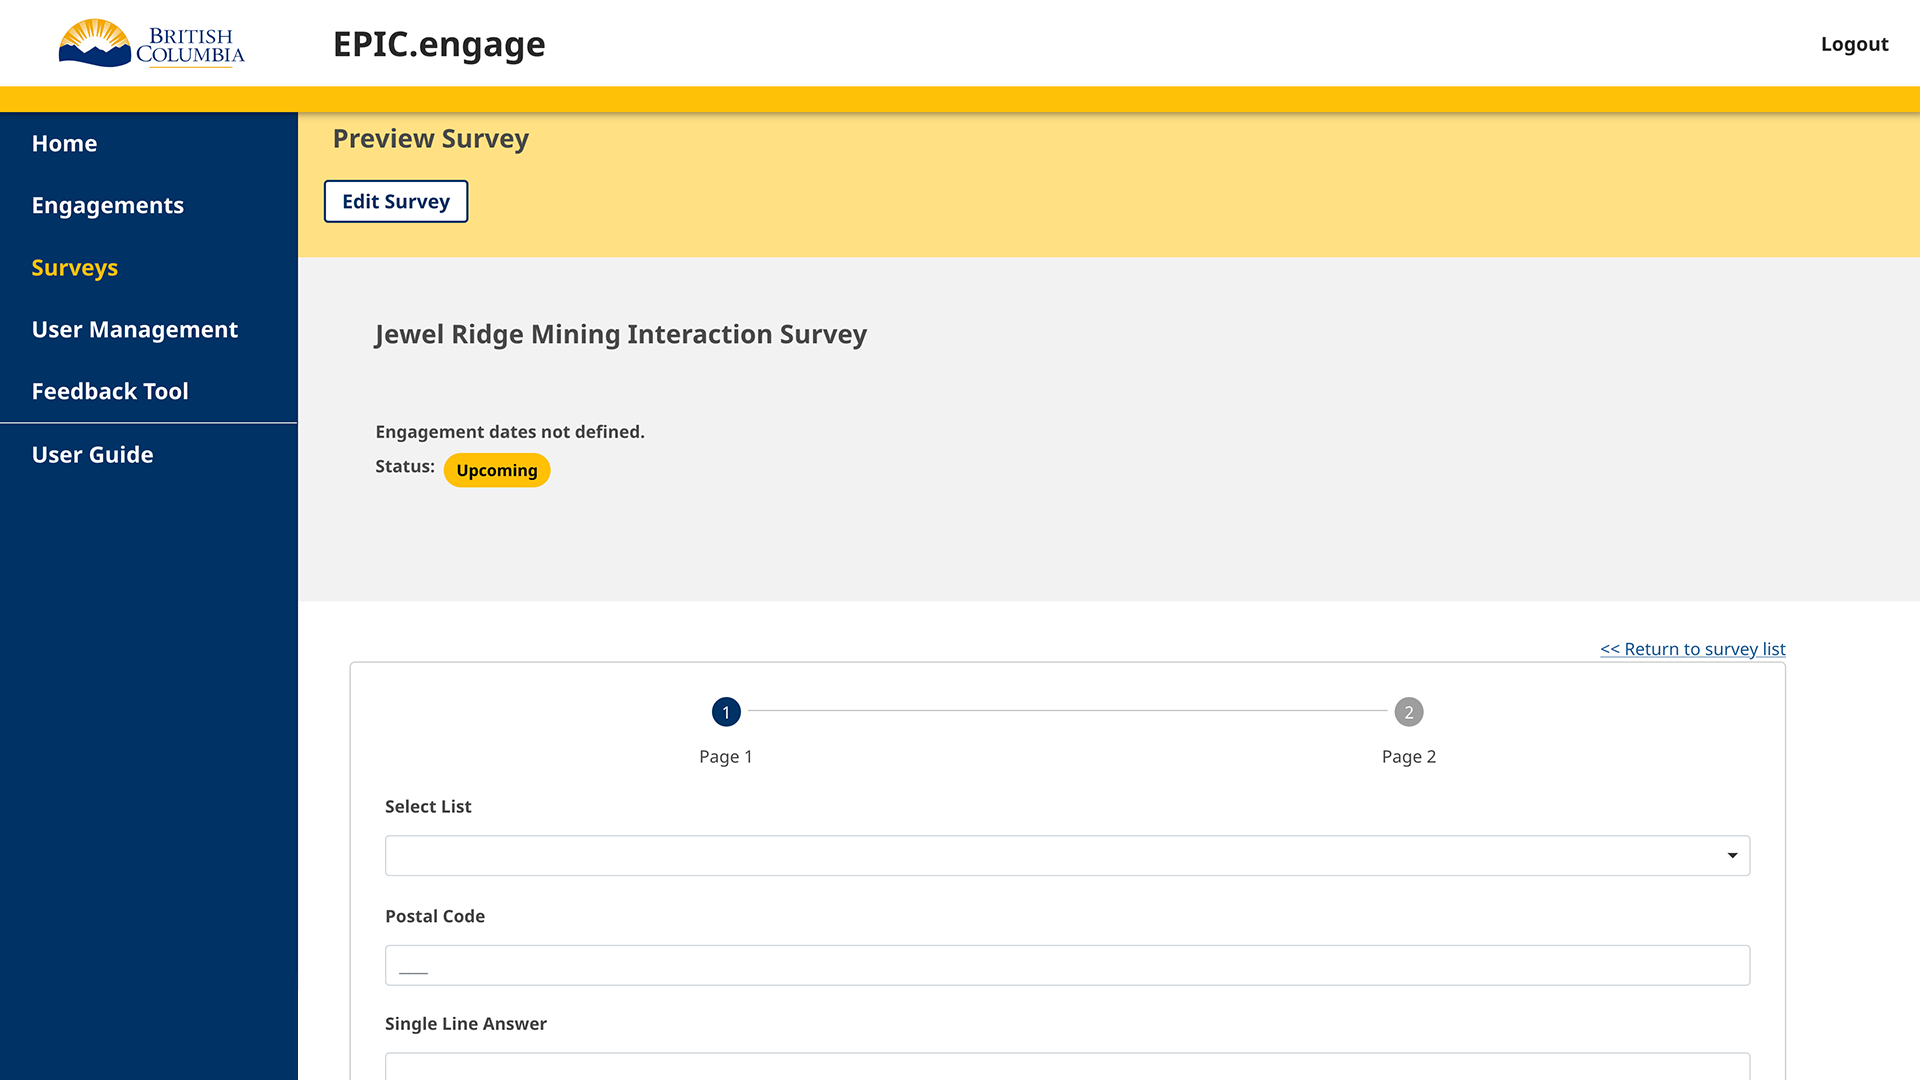 BRITISH
COLUMBIA
EPIC.engage
Logout
Home
Engagements
Surveys
User Management
Feedback Tool
User Guide
Preview Survey
Edit Survey
Jewel Ridge Mining Interaction Survey
Engagement dates not defined.
Status: Upcoming
<< Return to survey list
1
2
Page 1
Page 2
Select List
Postal Code
____
Single Line Answer